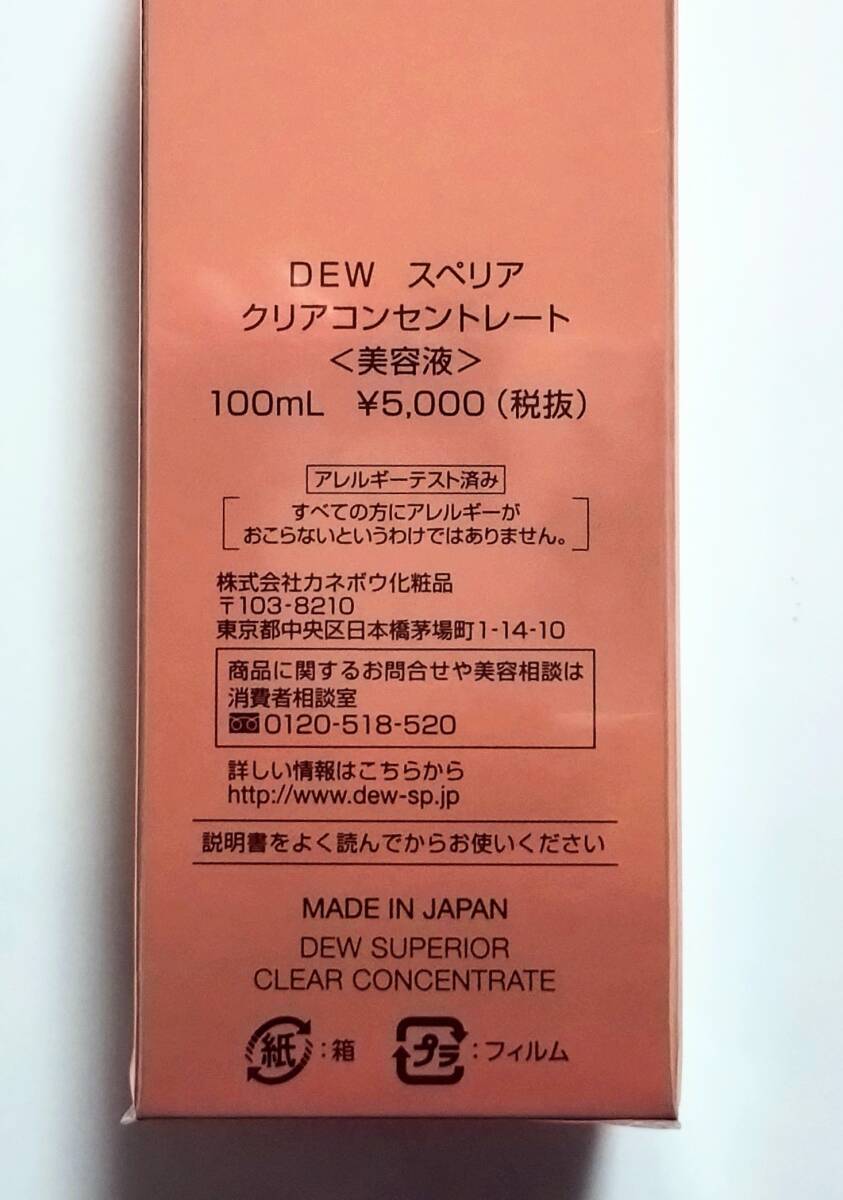 DEW スペリア
クリアコンセントレート
＜美容液＞
100mL ¥5,000（税抜）
アレルギーテスト済み
すべての方にアレルギーが
おこらないというわけではありません。
株式会社カネボウ化粧品
〒103-8210
東京都中央区日本橋茅場町1-14-10
商品に関するお問合せや美容相談は
消費者相談室
0120-518-520
詳しい情報はこちらから
http://www.dew-sp.jp
説明書をよく読んでからお使いください
MADE IN JAPAN
DEW SUPERIOR
CLEAR CONCENTRATE
紙：箱 プラ：フィルム